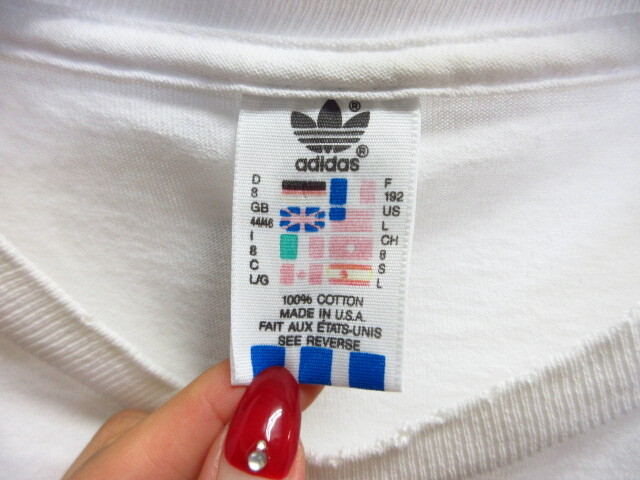 ®
adidas®
D 8
GB 44/46
I 8
C L/G
F 192
US L
CH 8
S L
100% COTTON
MADE IN U.S.A.
FAIT AUX ÉTATS-UNIS
SEE REVERSE